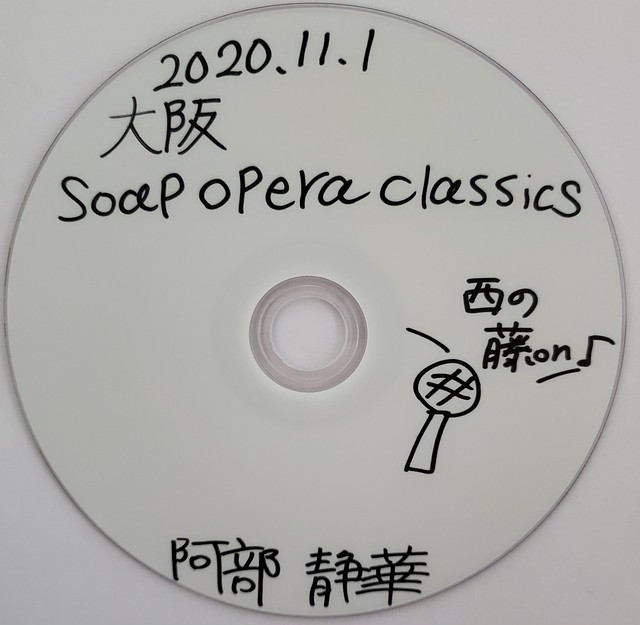 2020.11.1
大阪
soap opera classics
西の
藤on♪
阿部 静華